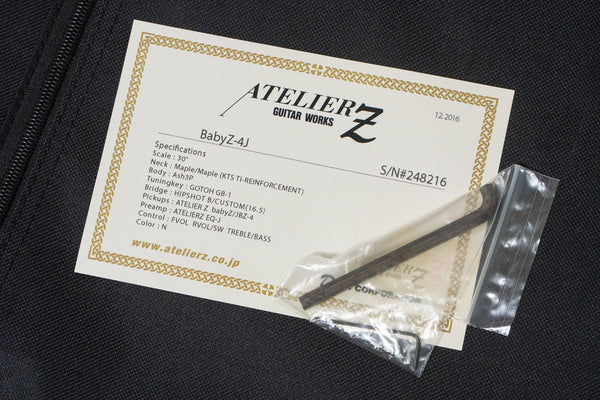 ATELIER Z
GUITAR WORKS
12.2016
BabyZ-4J
S/N#248216
Specifications
Scale : 30"
Neck : Maple/Maple (KTS TI-REINFORCEMENT)
Body : Ash3P
Tuningkey : GOTOH GB-1
Bridge : HIPSHOT B/CUSTOM(16.5)
Pickups : ATELIER Z babyZ/JBZ-4
Preamp : ATELIERZ EQ-J
Control : FVOL RVOL/SW TREBLE/BASS
Color : N
www.atelierz.co.jp
ATELIER Z
CORPORATION